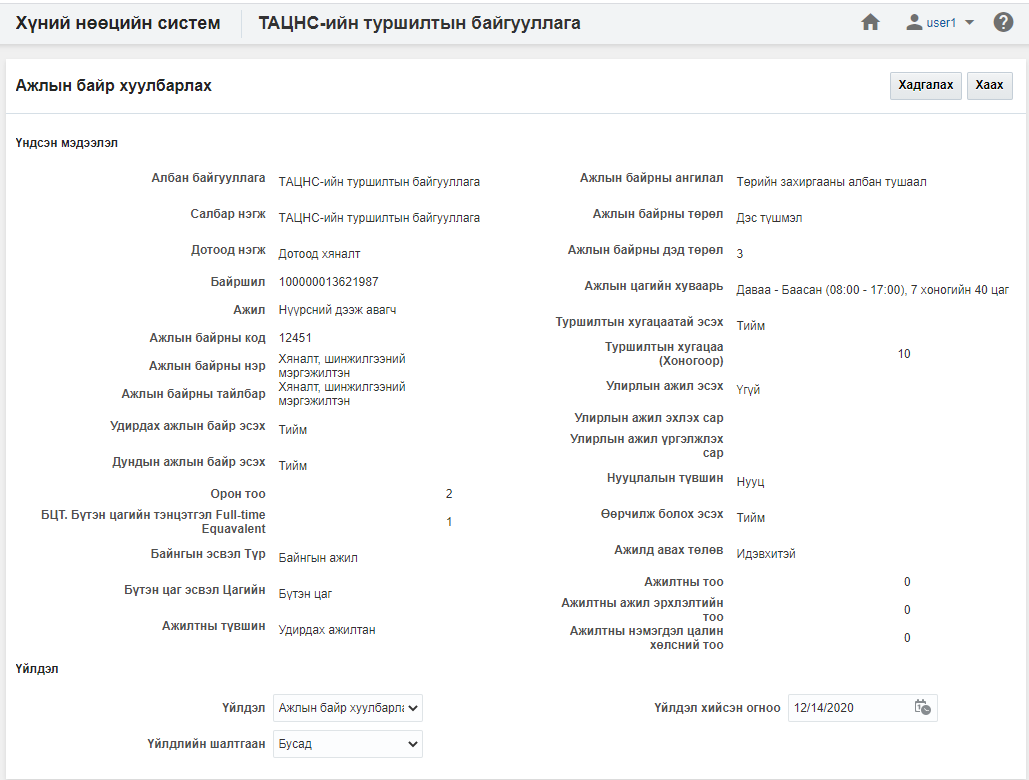 Хүний нөөцийн систем
ТАЦНС-ийн туршилтын байгууллага
user1
Ажлын байр хуулбарлах
Хадгалах
Хаах
Үндсэн мэдээлэл
Албан байгууллага ТАЦНС-ийн туршилтын байгууллага
Салбар нэгж ТАЦНС-ийн туршилтын байгууллага
Дотоод нэгж Дотоод хяналт
Байршил 100000013621987
Ажил Нүүрсний дээж авагч
Ажлын байрны код 12451
Ажлын байрны нэр Хяналт, шинжилгээний
мэргэжилтэн
Ажлын байрны тайлбар Хяналт, шинжилгээний
мэргэжилтэн
Удирдах ажлын байр эсэх Тийм
Дундын ажлын байр эсэх Тийм
Орон тоо 2
БЦТ. Бүтэн цагийн тэнцэтгэл Full-time
Equavalent 1
Байнгын эсвэл Түр Байнгын ажил
Бүтэн цаг эсвэл Цагийн Бүтэн цаг
Ажилтны түвшин Удирдах ажилтан
Ажлын байрны ангилал Төрийн захиргааны албан тушаал
Ажлын байрны төрөл Дэс түшмэл
Ажлын байрны дэд төрөл 3
Ажлын цагийн хуваарь Даваа - Баасан (08:00 - 17:00), 7 хоногийн 40 цаг
Туршилтын хугацаатай эсэх Тийм
Туршилтын хугацаа
(Хоногоор) 10
Улирлын ажил эсэх Үгүй
Улирлын ажил эхлэх сар
Улирлын ажил үргэлжлэх
сар
Нууцлалын түвшин Нууц
Өөрчилж болох эсэх Тийм
Ажилд авах төлөв Идэвхитэй
Ажилтны тоо 0
Ажилтны ажил эрхлэлтийн
тоо 0
Ажилтны нэмэгдэл цалин
хөлсний тоо 0
Үйлдэл
Үйлдэл Ажлын байр хуулбарла
Үйлдэл хийсэн огноо 12/14/2020
Үйлдлийн шалтгаан Бусад